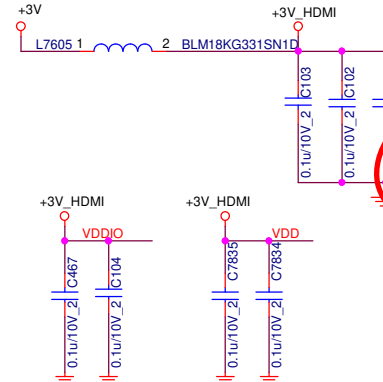 +3V
+3V_HDMI
L7605 1
2 BLM18KG331SN1D
C103
C102
0.1u/10V_2
0.1u/10V_2
+3V_HDMI
+3V_HDMI
VDDIO
VDD
C467
C104
C7835
C7834
0.1u/10V_2
0.1u/10V_2
0.1u/10V_2
0.1u/10V_2